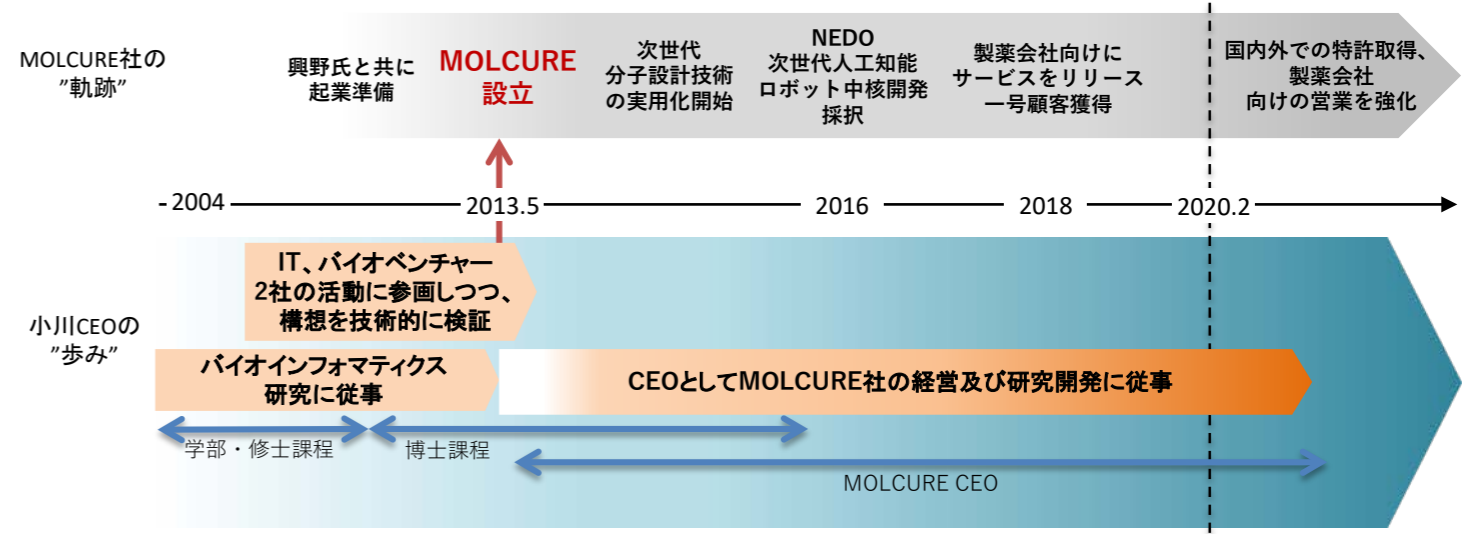 MOLCURE社の
”軌跡”
興野氏と共に
起業準備
MOLCURE
設立
次世代
分子設計技術
の実用化開始
NEDO
次世代人工知能
ロボット中核開発
採択
製薬会社向けに
サービスをリリース
一号顧客獲得
国内外での特許取得、
製薬会社
向けの営業を強化
2004
2013.5
2016
2018
2020.2
小川CEOの
”歩み”
IT、バイオベンチャー
2社の活動に参画しつつ、
構想を技術的に検証
バイオインフォマティクス
研究に従事
CEOとしてMOLCURE社の経営及び研究開発に従事
学部・修士課程
博士課程
MOLCURE CEO